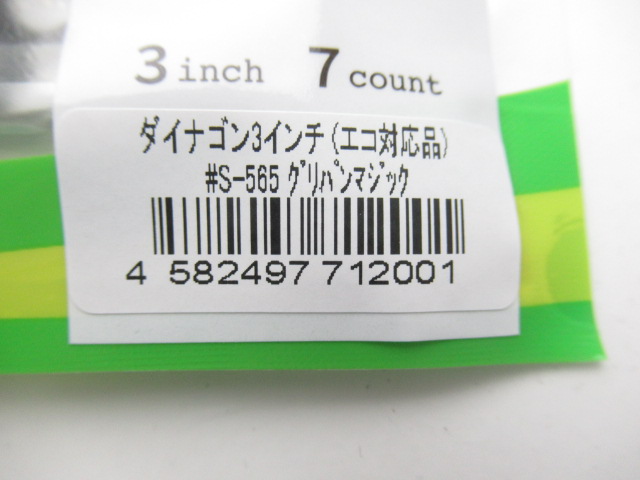 3 inch 7 count
ダイナゴン3インチ(エコ対応品)
#S-565 グリパンマジック
4 582497 712001